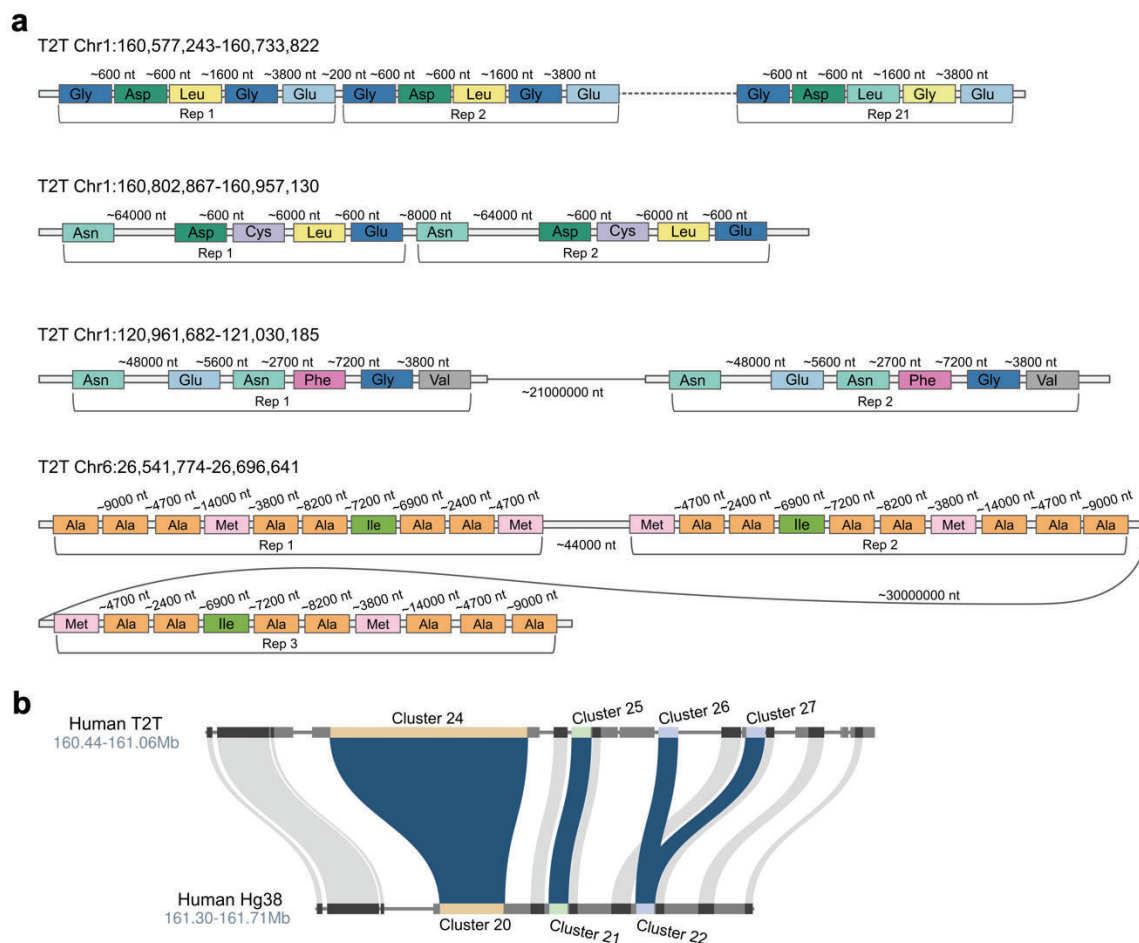 a
T2T Chr1:160,577,243-160,733,822
~600 nt ~600 nt ~1600 nt ~3800 nt ~200 nt ~600 nt ~600 nt ~1600 nt ~3800 nt ~600 nt ~600 nt ~1600 nt ~3800 nt
Gly Asp Leu Gly Glu Gly Asp Leu Gly Glu Gly Asp Leu Gly Glu
Rep 1 Rep 2 Rep 21
T2T Chr1:160,802,867-160,957,130
~64000 nt ~600 nt ~6000 nt ~600 nt ~8000 nt ~64000 nt ~600 nt ~6000 nt ~600 nt
Asn Asp Cys Leu Glu Asn Asp Cys Leu Glu
Rep 1 Rep 2
T2T Chr1:120,961,682-121,030,185
~48000 nt ~5600 nt ~2700 nt ~7200 nt ~3800 nt ~48000 nt ~5600 nt ~2700 nt ~7200 nt ~3800 nt
Asn Glu Asn Phe Gly Val Asn Glu Asn Phe Gly Val
Rep 1 ~21000000 nt Rep 2
T2T Chr6:26,541,774-26,696,641
~9000 nt ~4700 nt ~14000 nt ~3800 nt ~8200 nt ~7200 nt ~6900 nt ~2400 nt ~4700 nt ~4700 nt ~2400 nt ~6900 nt ~7200 nt ~8200 nt ~3800 nt ~14000 nt ~4700 nt ~9000 nt
Ala Ala Ala Met Ala Ala Ile Ala Ala Met Met Ala Ala Ile Ala Ala Met Ala Ala Ala
Rep 1 ~44000 nt Rep 2
~30000000 nt
~4700 nt ~2400 nt ~6900 nt ~7200 nt ~8200 nt ~3800 nt ~14000 nt ~4700 nt ~9000 nt
Met Ala Ala Ile Ala Ala Met Ala Ala Ala
Rep 3
b
Human T2T
160.44-161.06Mb
Cluster 24 Cluster 25 Cluster 26 Cluster 27
Human Hg38
161.30-161.71Mb
Cluster 20 Cluster 21 Cluster 22